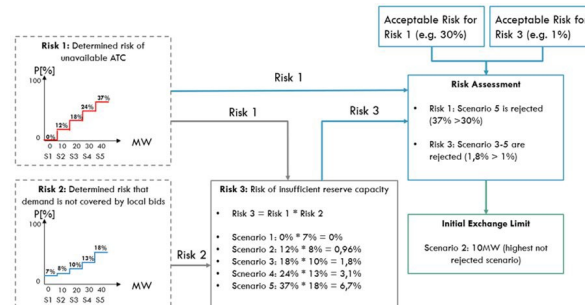 Acceptable Risk for
Risk 1 (e.g. 30%)
Acceptable Risk for
Risk 3 (e.g. 1%)
Risk 1: Determined risk of
unavailable ATC
P[%]
100
0
0%
12%
18%
24%
37%
0 10 20 30 40
S1 S2 S3 S4 S5
MW
Risk 1
Risk 1
Risk 3
Risk Assessment
• Risk 1: Scenario 5 is rejected
(37% >30%)
• Risk 3: Scenario 3-5 are
rejected (1,8% > 1%)
Risk 2: Determined risk that
demand is not covered by local bids
P[%]
100
0
7%
8%
10%
13%
18%
0 10 20 30 40
S1 S2 S3 S4 S5
MW
Risk 2
Risk 3: Risk of insufficient reserve capacity
• Risk 3 = Risk 1 * Risk 2
Scenario 1: 0% * 7% = 0%
Scenario 2: 12% * 8% = 0,96%
Scenario 3: 18% * 10% = 1,8%
Scenario 4: 24% * 13% = 3,1%
Scenario 5: 37% * 18% = 6,7%
Initial Exchange Limit
Scenario 2: 10MW (highest not
rejected scenario)